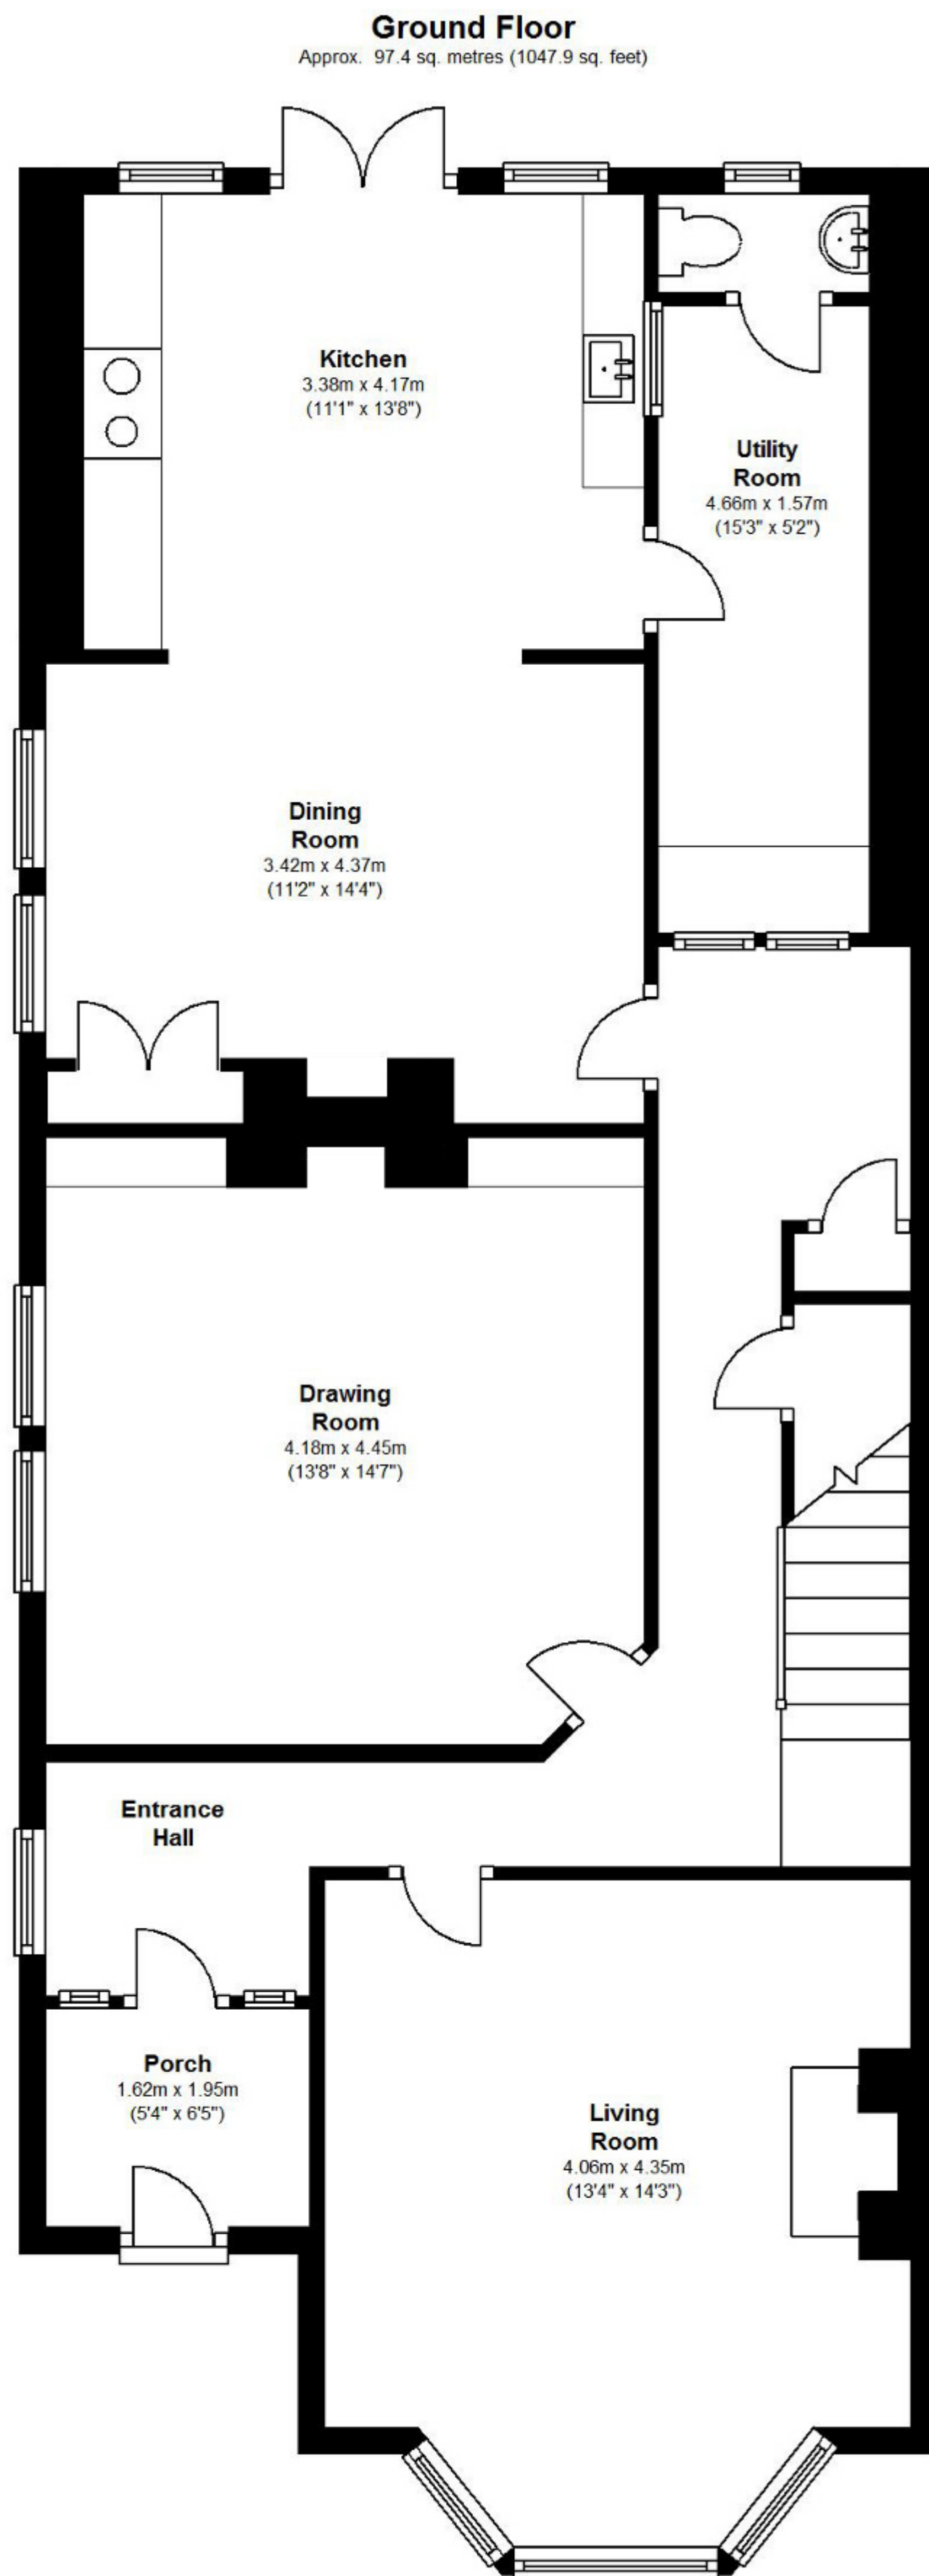 Ground Floor
Approx. 97.4 sq. metres (1047.9 sq. feet)
Kitchen
3.38m x 4.17m
(11'1" x 13'8")
Utility
Room
4.66m x 1.57m
(15'3" x 5'2")
Dining
Room
3.42m x 4.37m
(11'2" x 14'4")
Drawing
Room
4.18m x 4.45m
(13'8" x 14'7")
Entrance
Hall
Porch
1.62m x 1.95m
(5'4" x 6'5")
Living
Room
4.06m x 4.35m
(13'4" x 14'3")